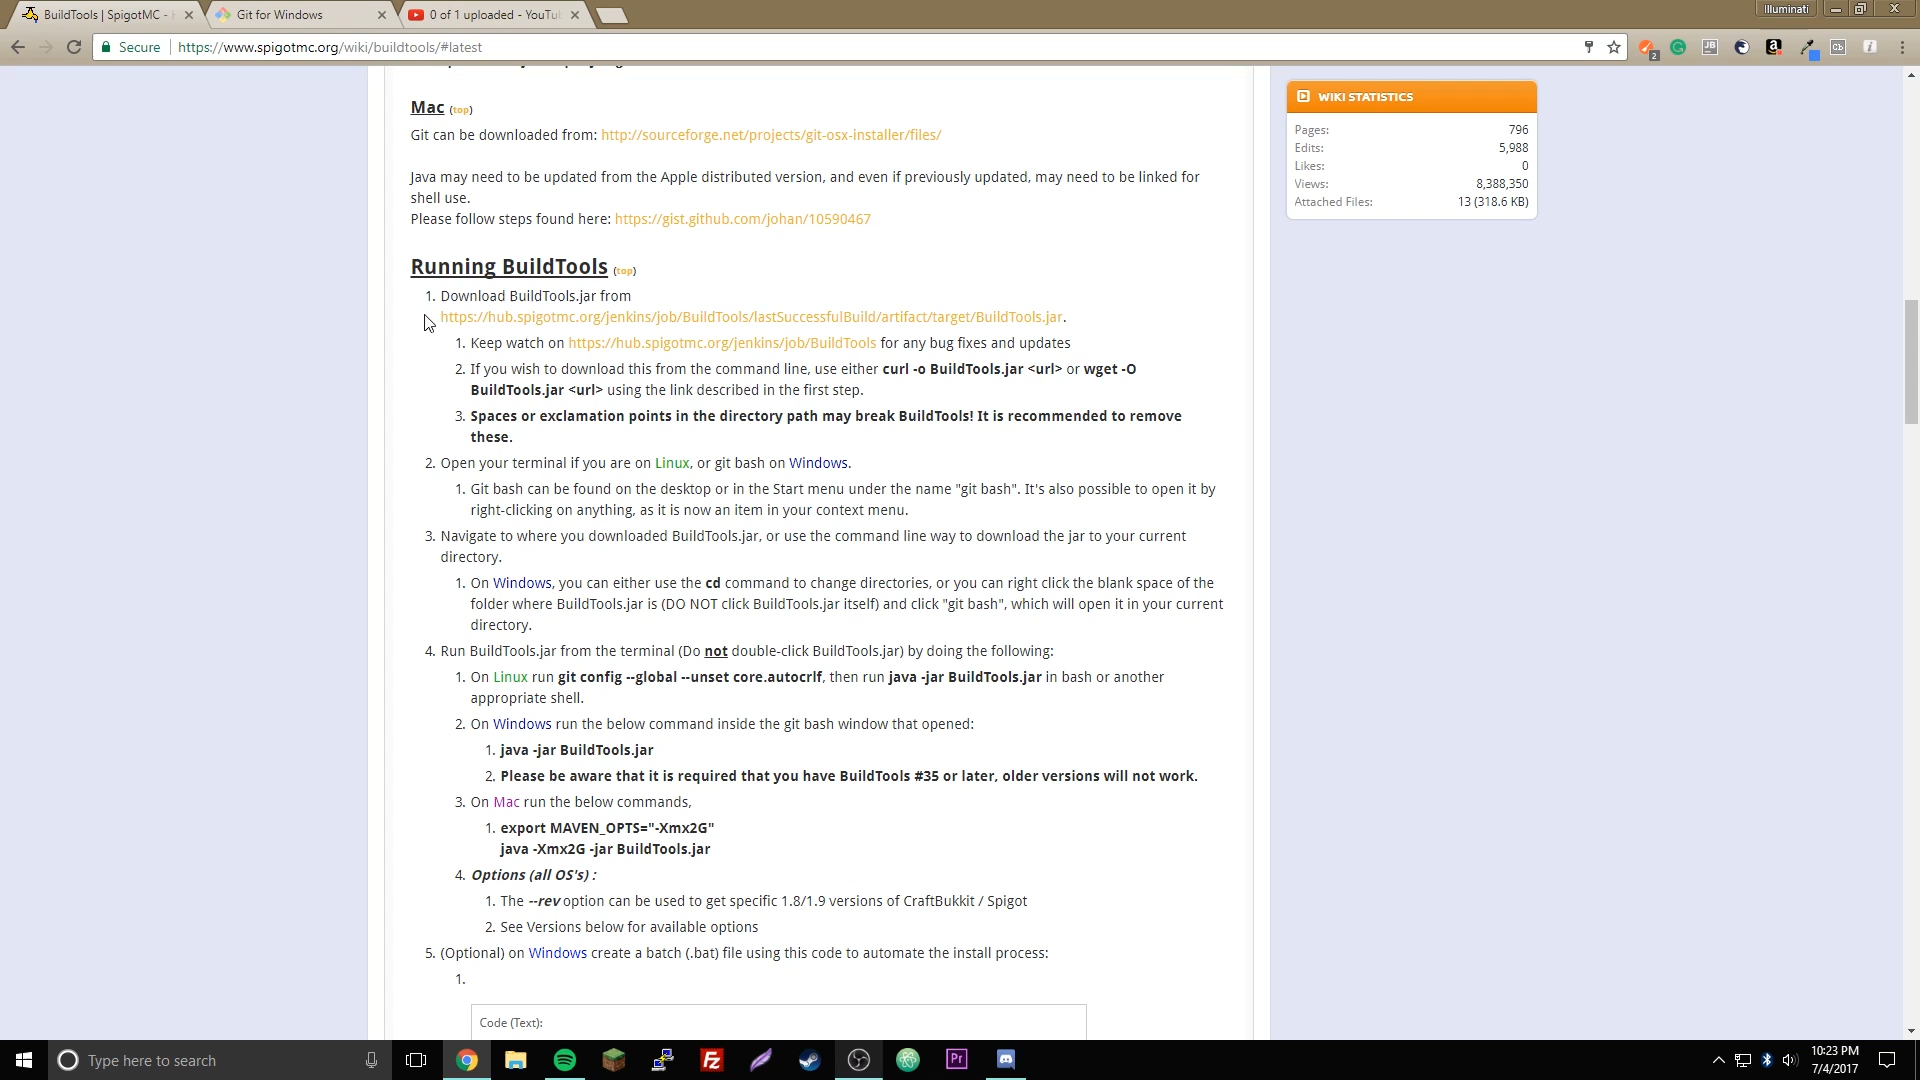 BuildTools | SpigotMC -
Git for Windows
0 of 1 uploaded - YouTu
Illuminati
Secure
https://www.spigotmc.org/wiki/buildtools/#latest
2
JB
a
Cb
i
Mac (top)
Git can be downloaded from: http://sourceforge.net/projects/git-osx-installer/files/
Java may need to be updated from the Apple distributed version, and even if previously updated, may need to be linked for
shell use.
Please follow steps found here: https://gist.github.com/johan/10590467
Running BuildTools (top)
1. Download BuildTools.jar from
https://hub.spigotmc.org/jenkins/job/BuildTools/lastSuccessfulBuild/artifact/target/BuildTools.jar.
1. Keep watch on https://hub.spigotmc.org/jenkins/job/BuildTools for any bug fixes and updates
2. If you wish to download this from the command line, use either curl -o BuildTools.jar <url> or wget -O
BuildTools.jar <url> using the link described in the first step.
3. Spaces or exclamation points in the directory path may break BuildTools! It is recommended to remove
these.
2. Open your terminal if you are on Linux, or git bash on Windows.
1. Git bash can be found on the desktop or in the Start menu under the name "git bash". It's also possible to open it by
right-clicking on anything, as it is now an item in your context menu.
3. Navigate to where you downloaded BuildTools.jar, or use the command line way to download the jar to your current
directory.
1. On Windows, you can either use the cd command to change directories, or you can right click the blank space of the
folder where BuildTools.jar is (DO NOT click BuildTools.jar itself) and click "git bash", which will open it in your current
directory.
4. Run BuildTools.jar from the terminal (Do not double-click BuildTools.jar) by doing the following:
1. On Linux run git config --global --unset core.autocrlf, then run java -jar BuildTools.jar in bash or another
appropriate shell.
2. On Windows run the below command inside the git bash window that opened:
1. java -jar BuildTools.jar
2. Please be aware that it is required that you have BuildTools #35 or later, older versions will not work.
3. On Mac run the below commands,
1. export MAVEN_OPTS="-Xmx2G"
java -Xmx2G -jar BuildTools.jar
4. Options (all OS's) :
1. The --rev option can be used to get specific 1.8/1.9 versions of CraftBukkit / Spigot
2. See Versions below for available options
5. (Optional) on Windows create a batch (.bat) file using this code to automate the install process:
1.
Code (Text):
WIKI STATISTICS
Pages: 796
Edits: 5,988
Likes: 0
Views: 8,388,350
Attached Files: 13 (318.6 KB)
Type here to search
Fz
Pr
10:23 PM
7/4/2017